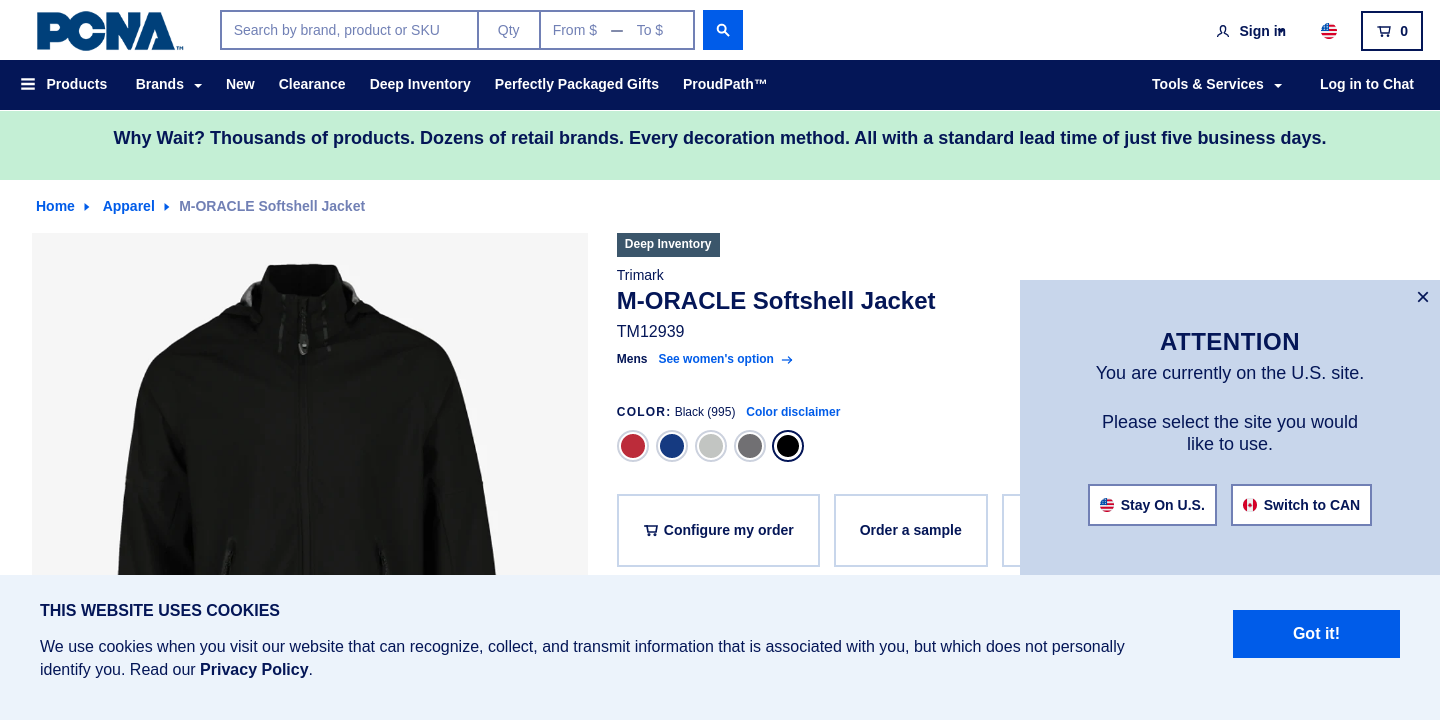 PCNA™
Search by brand, product or SKU
Qty
From $ — To $
Sign in
0
Products
Brands
New
Clearance
Deep Inventory
Perfectly Packaged Gifts
ProudPath™
Tools & Services
Log in to Chat
Why Wait? Thousands of products. Dozens of retail brands. Every decoration method. All with a standard lead time of just five business days.
Home
Apparel
M-ORACLE Softshell Jacket
Deep Inventory
Trimark
M-ORACLE Softshell Jacket
TM12939
Mens See women's option
COLOR: Black (995) Color disclaimer
Configure my order
Order a sample
ATTENTION
You are currently on the U.S. site.
Please select the site you would
like to use.
Stay On U.S.
Switch to CAN
THIS WEBSITE USES COOKIES
We use cookies when you visit our website that can recognize, collect, and transmit information that is associated with you, but which does not personally
identify you. Read our Privacy Policy.
Got it!